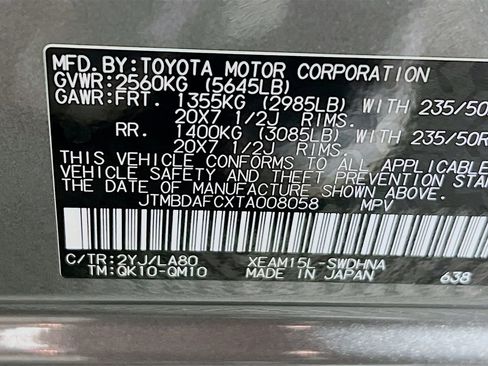 MFD.BY:TOYOTA MOTOR CORPORATION
GVWR:2560KG (5645LB)
GAWR:FRT. 1355KG (2985LB) WITH 235/50
20X7 1/2J RIMS.
RR. 1400KG (3085LB) WITH 235/50R
20X7 1/2J RIMS.
THIS VEHICLE CONFORMS TO ALL APPLICABLE
VEHICLE SAFETY AND THEFT PREVENTION STAN
THE DATE OF MANUFACTURE SHOWN ABOVE.
JTMBDAFCXTA008058 MPV
C/TR:2YJ/LA80 XEAM15L-SWDHNA
TM:QK10-QM10 MADE IN JAPAN 638